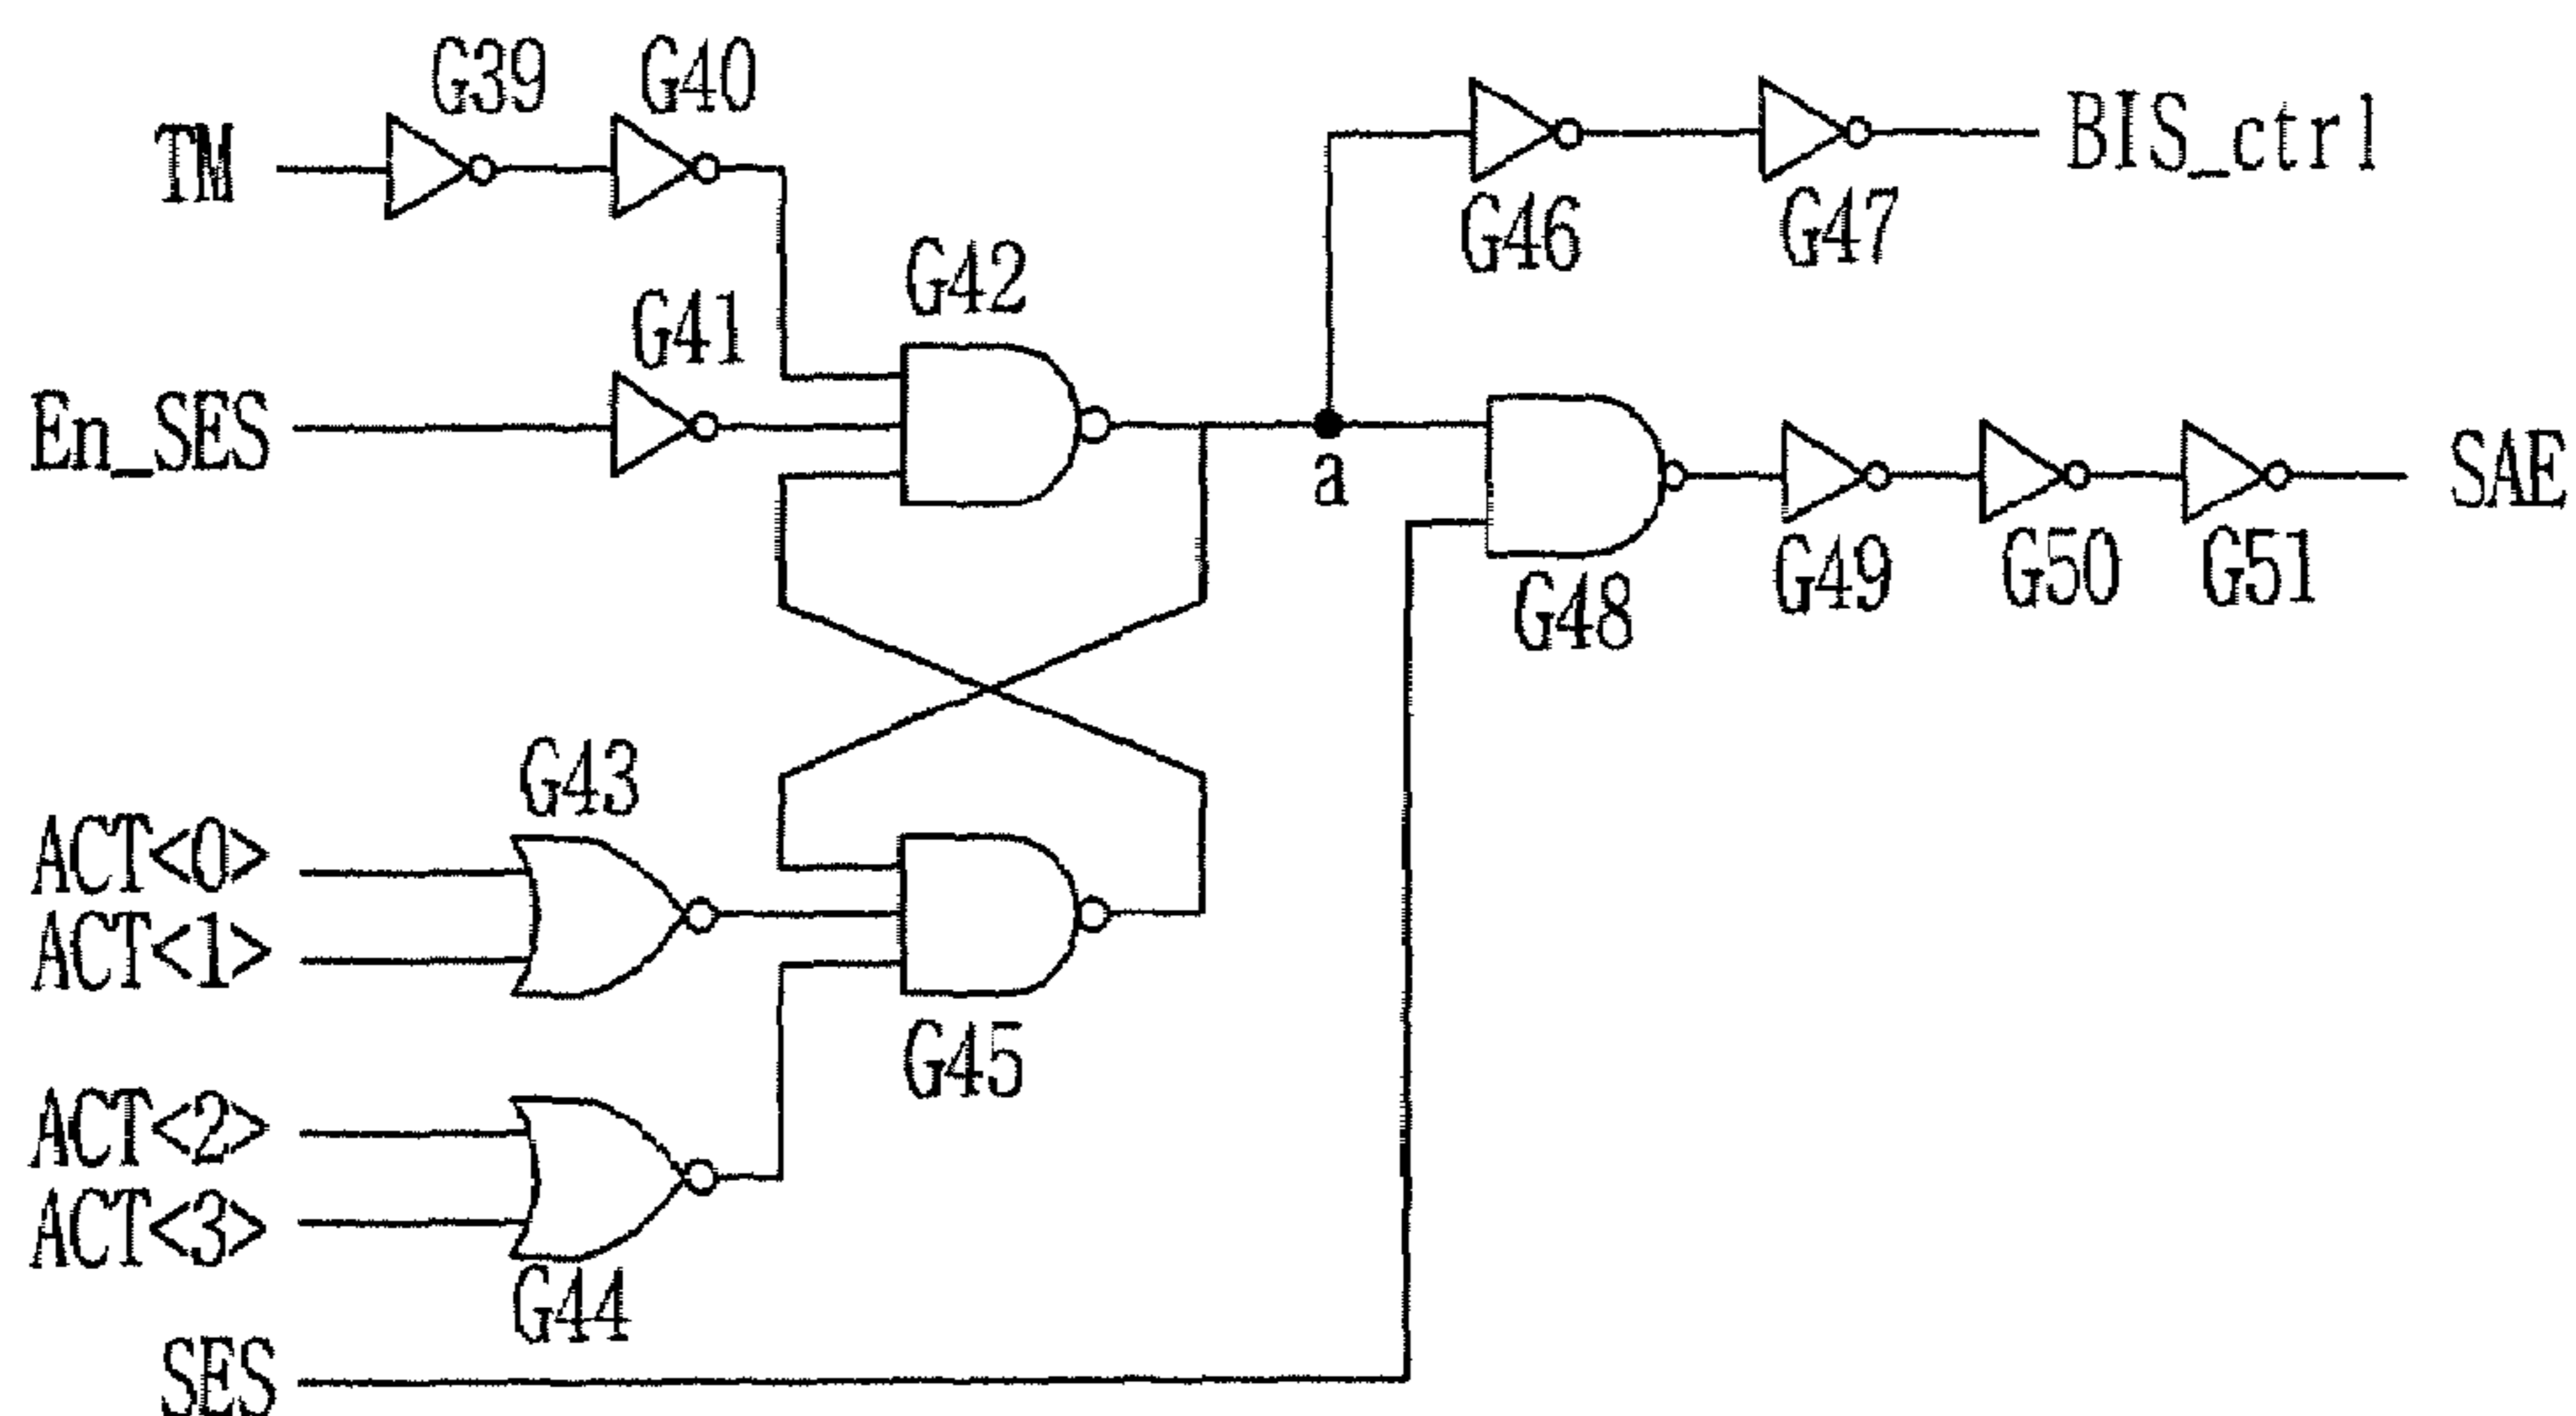 G39
G40
TM
BIS_ctrl
G46
G47
G42
G41
En_SES
a
SAE
G48
G49
G50
G51
G43
ACT<0>
ACT<1>
G45
ACT<2>
ACT<3>
G44
SES